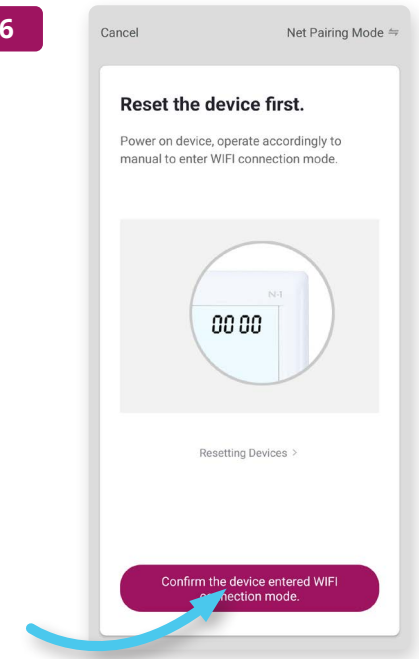 6
Cancel
Net Pairing Mode ⇋
Reset the device first.
Power on device, operate accordingly to
manual to enter WIFI connection mode.
N-1
00 00
Resetting Devices >
Confirm the device entered WIFI
connection mode.